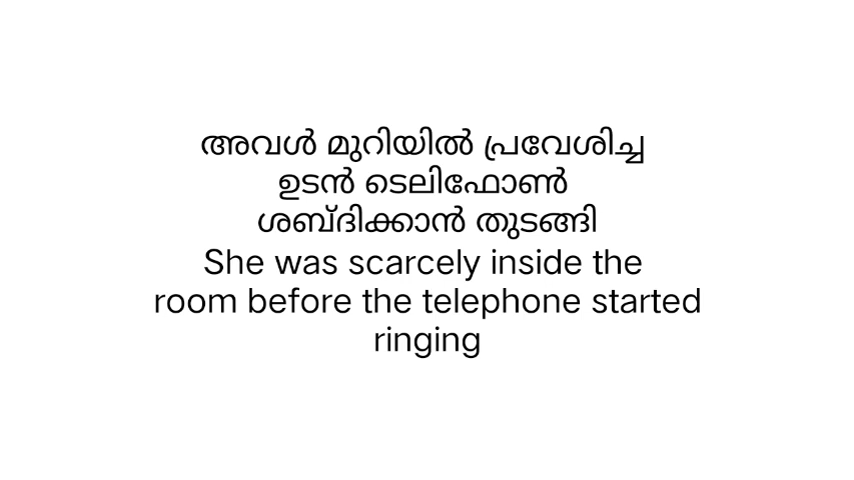 അവൾ മുറിയിൽ പ്രവേശിച്ച
ഉടൻ ടെലിഫോൺ
ശബ്ദിക്കാൻ തുടങ്ങി
She was scarcely inside the
room before the telephone started
ringing